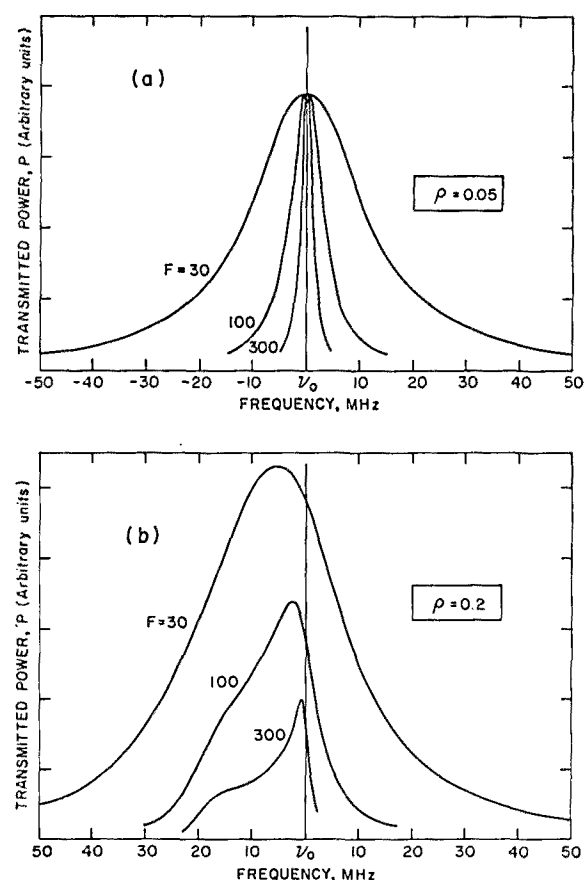 (a)
TRANSMITTED POWER, P (Arbitrary units)
ρ = 0.05
F = 30
100
300
-50 -40 -30 -20 -10 ν₀ 10 20 30 40 50
FREQUENCY, MHz
(b)
TRANSMITTED POWER, P (Arbitrary units)
ρ = 0.2
F = 30
100
300
50 40 30 20 10 ν₀ 10 20 30 40 50
FREQUENCY, MHz